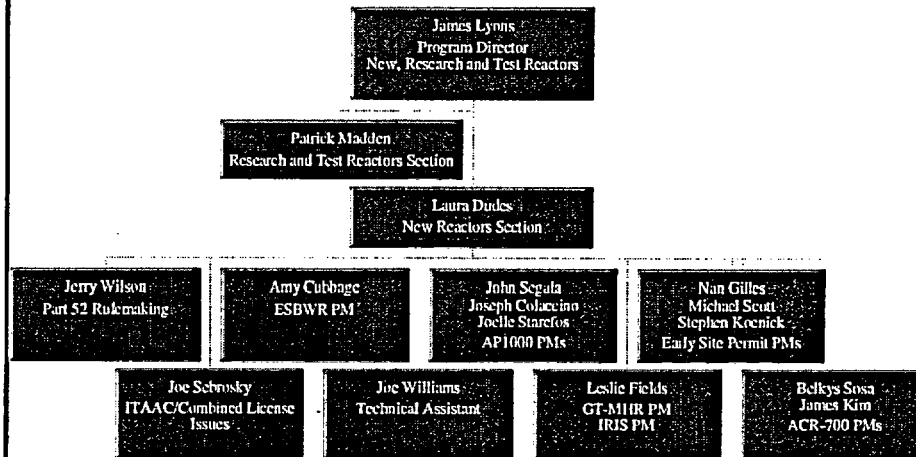 James Lyons
Program Director
New, Research and Test Reactors
Patrick Madden
Research and Test Reactors Section
Laura Dudes
New Reactors Section
Jerry Wilson
Part 52 Rulemaking
Amy Cubbage
ESBWR PM
John Segala
Joseph Colaccino
Joelle Starefos
AP1000 PMs
Nan Gilles
Michael Scott
Stephen Koenick
Early Site Permit PMs
Joe Sebrosky
ITAAC/Combined License
Issues
Joe Williams
Technical Assistant
Leslie Fields
GT-MHR PM
IRIS PM
Belkys Sosa
James Kim
ACR-700 PMs